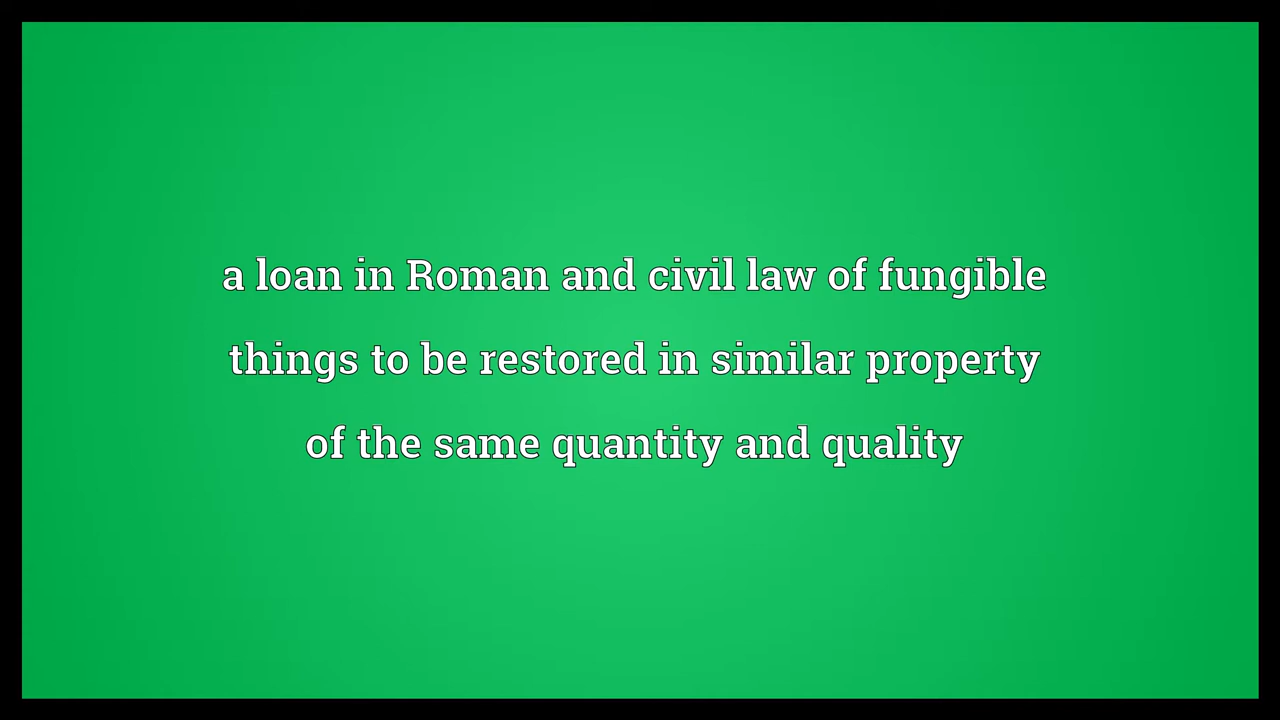 a loan in Roman and civil law of fungible
things to be restored in similar property
of the same quantity and quality